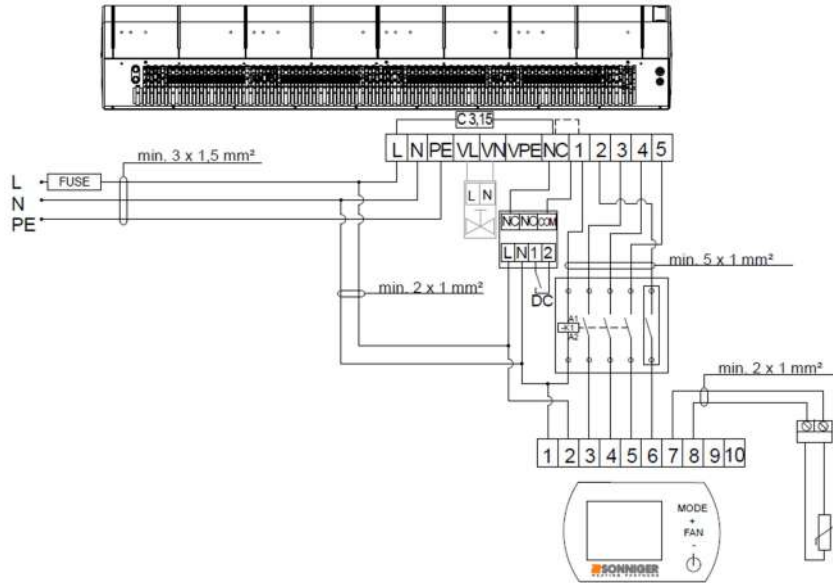 C 3,15
L N PE VL VN VPE NC 1 2 3 4 5
min. 3 x 1,5 mm²
L FUSE
N
PE
L N
NC NC COM
L N 1 2
DC
min. 5 x 1 mm²
min. 2 x 1 mm²
A1
-K1
A2
min. 2 x 1 mm²
1 2 3 4 5 6 7 8 9 10
MODE
+
FAN
-
SONNIGER
HEATING PARTNERS